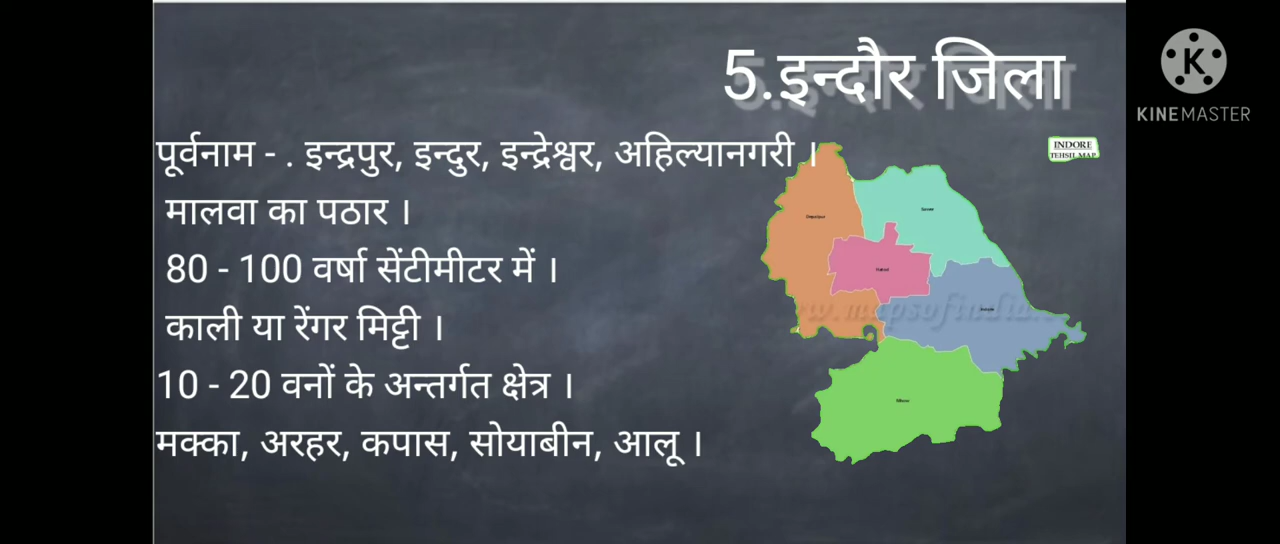 5.इन्दौर जिला
KINEMASTER
पूर्वनाम - . इन्द्रपुर, इन्दुर, इन्द्रेश्वर, अहिल्यानगरी ।
INDORE
TEHSIL MAP
मालवा का पठार ।
80 - 100 वर्षा सेंटीमीटर में ।
काली या रेंगर मिट्टी ।
10 - 20 वनों के अन्तर्गत क्षेत्र ।
मक्का, अरहर, कपास, सोयाबीन, आलू ।